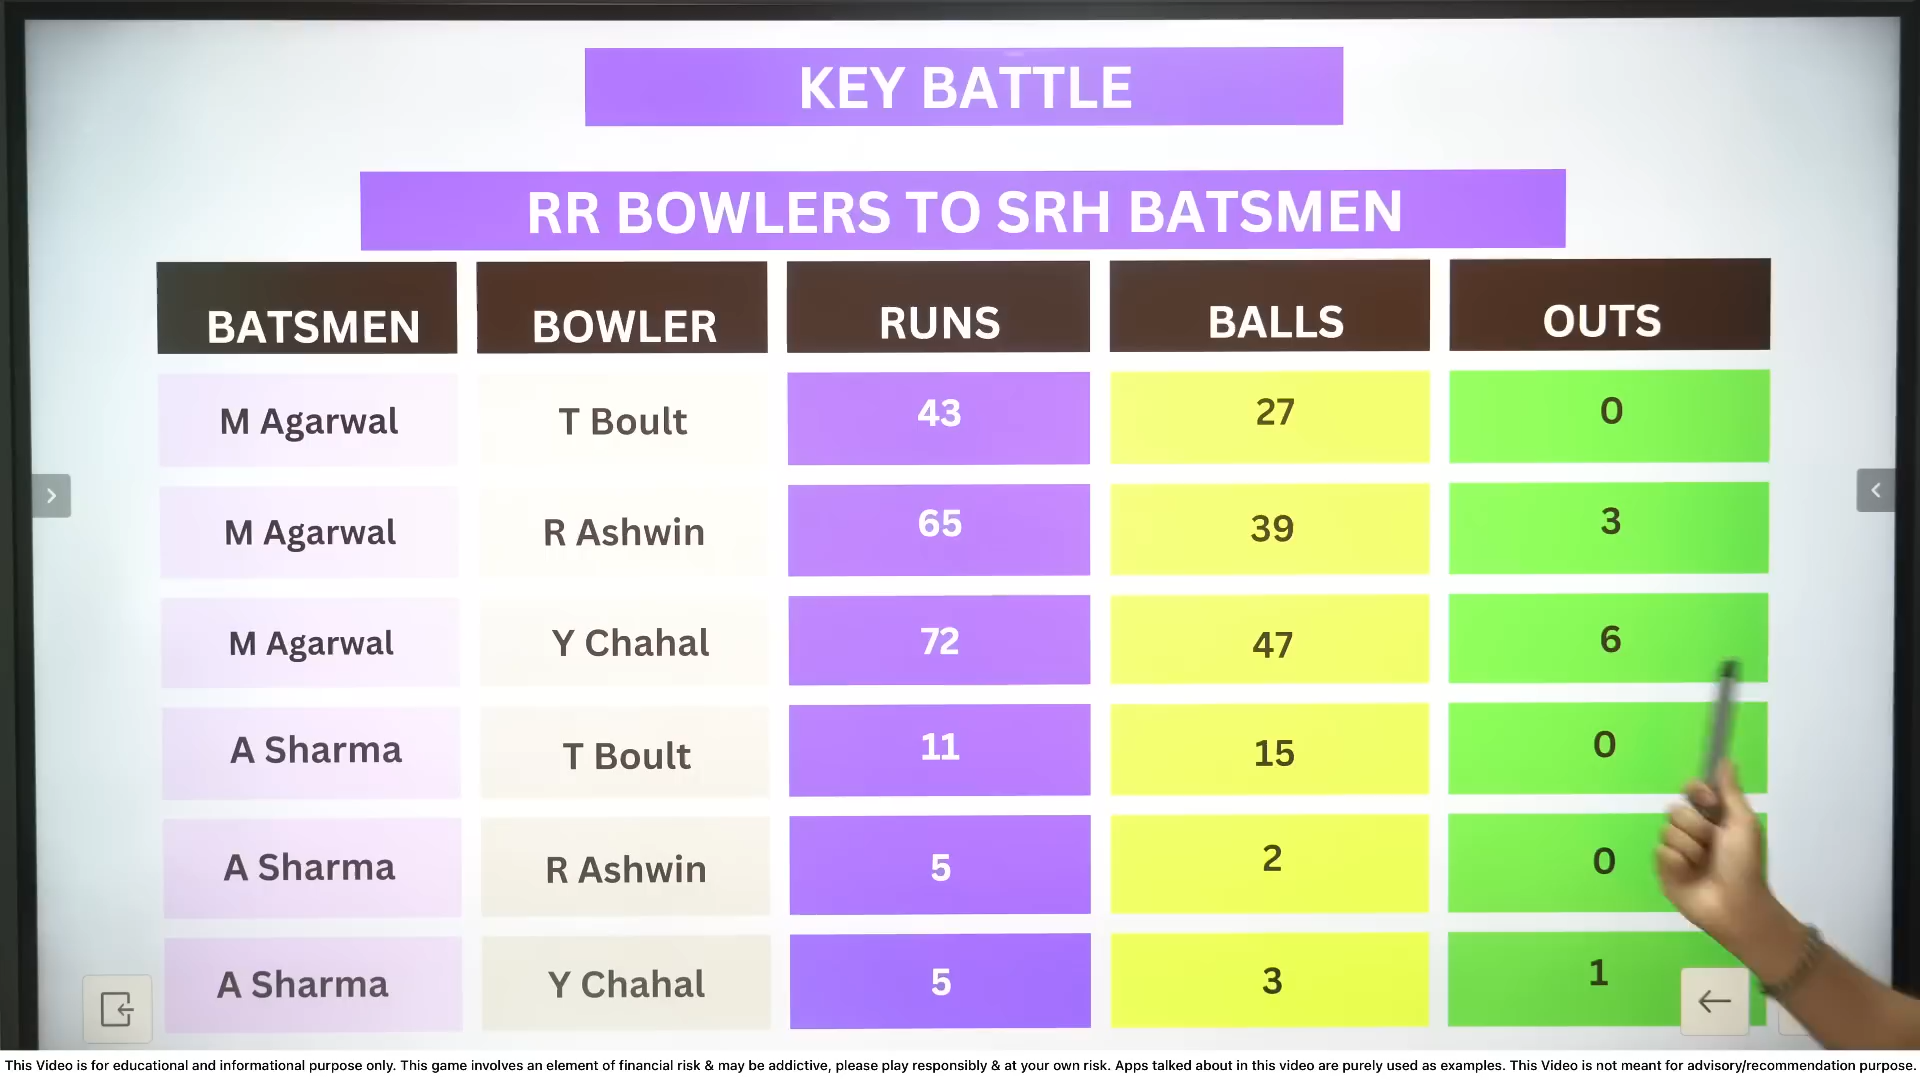 KEY BATTLE
RR BOWLERS TO SRH BATSMEN
BATSMEN BOWLER RUNS BALLS OUTS
M Agarwal T Boult 43 27 0
M Agarwal R Ashwin 65 39 3
M Agarwal Y Chahal 72 47 6
A Sharma T Boult 11 15 0
A Sharma R Ashwin 5 2 0
A Sharma Y Chahal 5 3 1
This Video is for educational and informational purpose only. This game involves an element of financial risk & may be addictive, please play responsibly & at your own risk. Apps talked about in this video are purely used as examples. This Video is not meant for advisory/recommendation purpose.